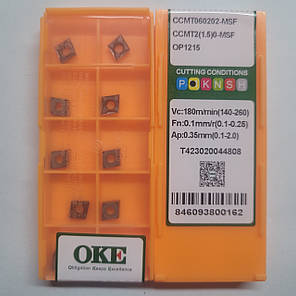 CCMT060202-MSF
CCMT2(1.5)0-MSF
OP1215
CUTTING CONDITIONS
P O K N S H
Vc:180m/min(140-260)
Fn:0.1mm/r(0.1-0.25)
Ap:0.35mm(0.1-2.0)
T423020044808
846093800162
OKE
Obligation Keeps Excellence